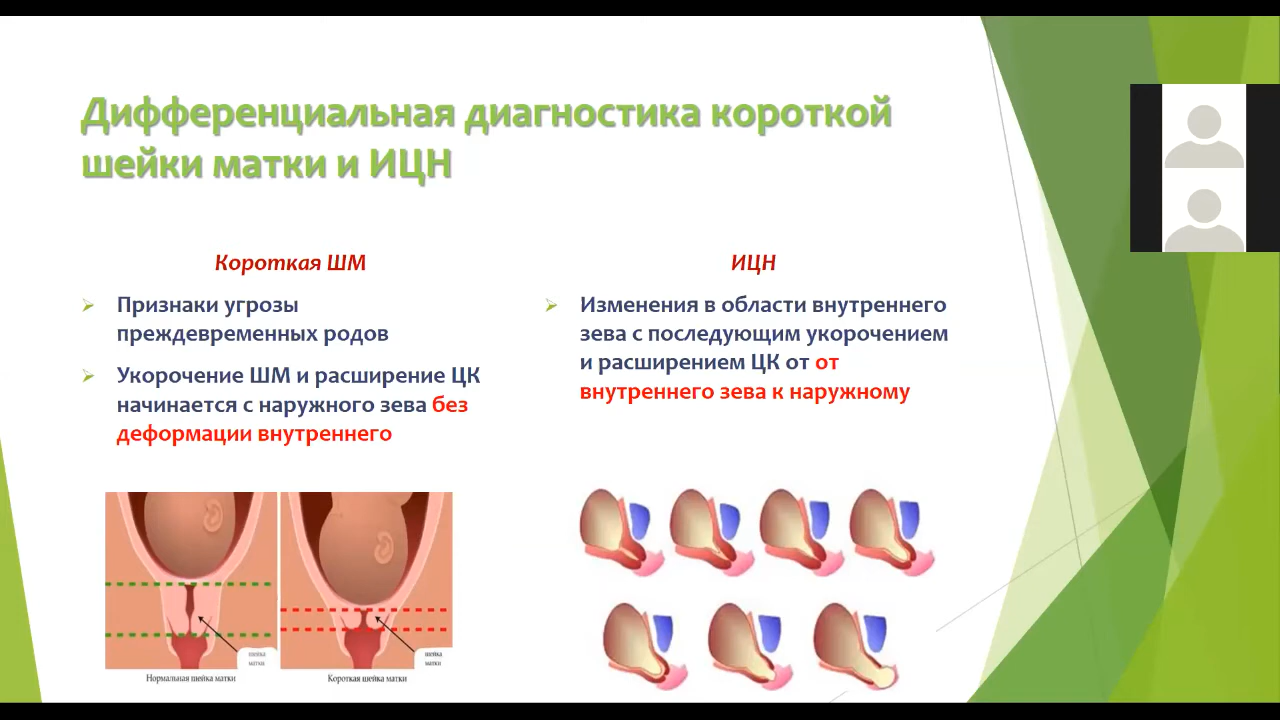 Дифференциальная диагностика короткой
шейки матки и ИЦН
Короткая ШМ
Признаки угрозы
преждевременных родов
Укорочение ШМ и расширение ЦК
начинается с наружного зева без
деформации внутреннего
ИЦН
Изменения в области внутреннего
зева с последующим укорочением
и расширением ЦК от от
внутреннего зева к наружному
шейка
матки
Нормальная шейка матки
шейка
матки
Короткая шейка матки